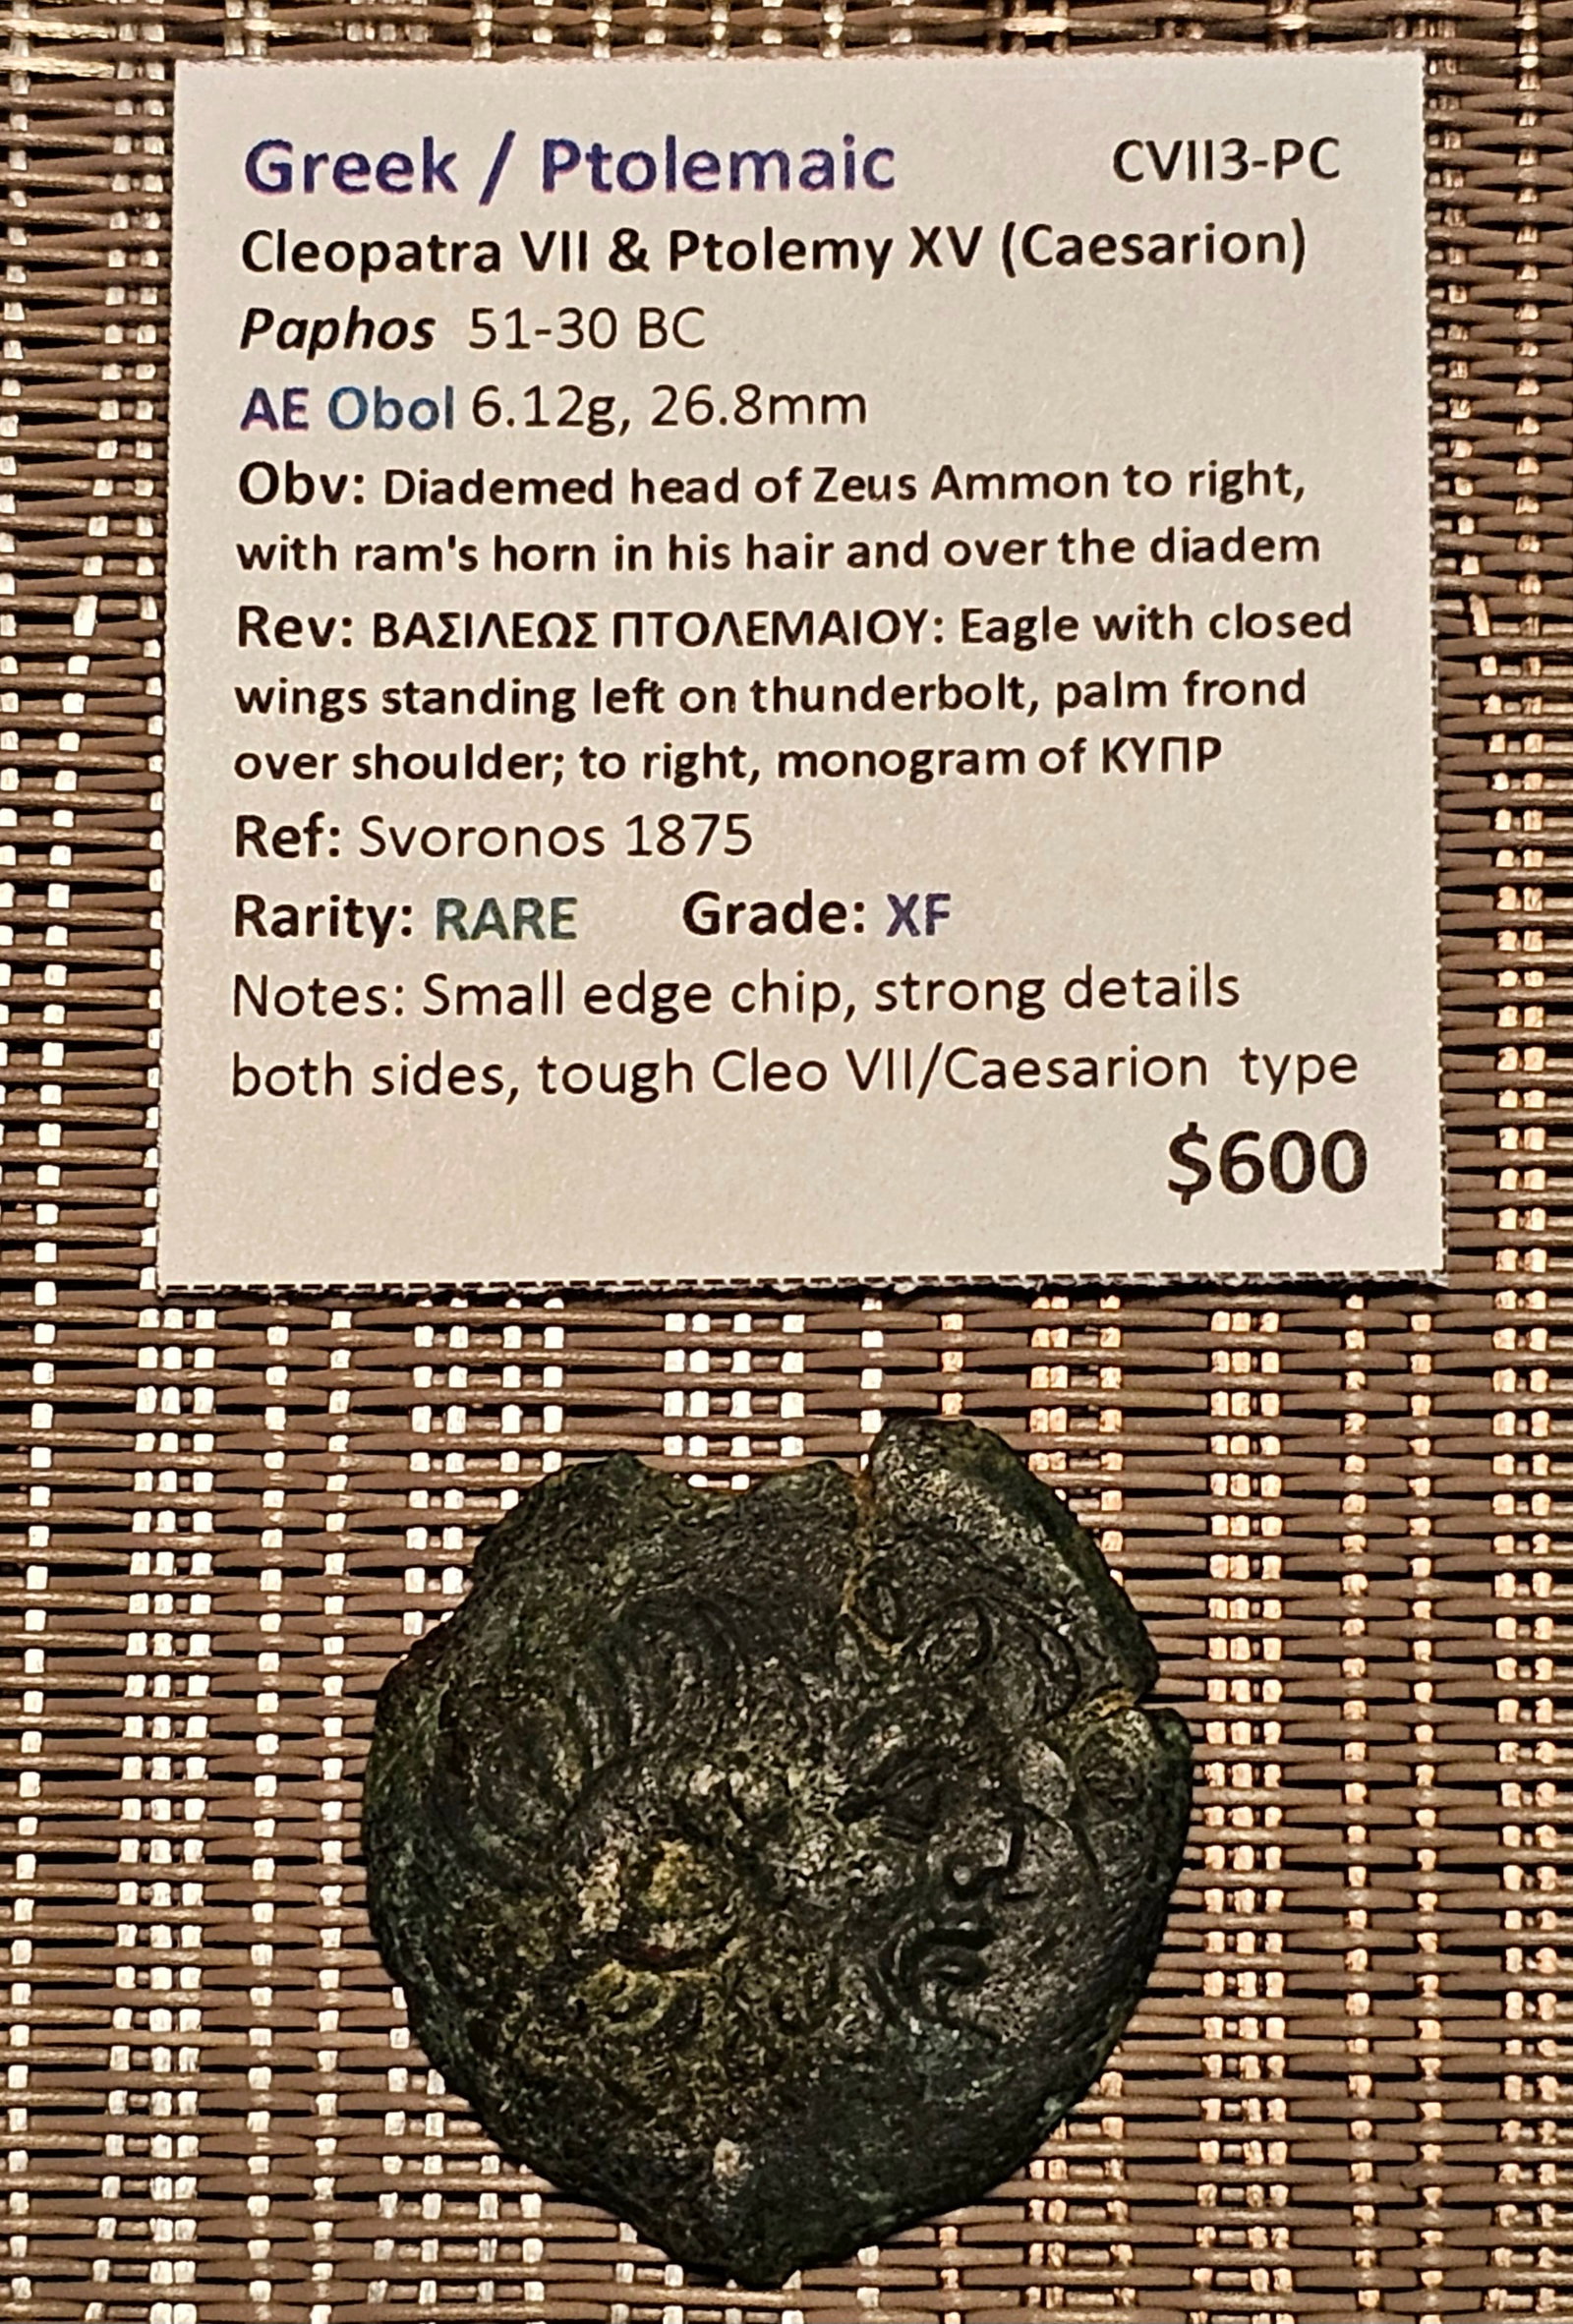 Greek / Ptolemaic CVII3-PC
Cleopatra VII & Ptolemy XV (Caesarion)
Paphos 51-30 BC
AE Obol 6.12g, 26.8mm
Obv: Diademed head of Zeus Ammon to right,
with ram's horn in his hair and over the diadem
Rev: ΒΑΣΙΛΕΩΣ ΠΤΟΛΕΜΑΙΟΥ: Eagle with closed
wings standing left on thunderbolt, palm frond
over shoulder; to right, monogram of ΚΥΠΡ
Ref: Svoronos 1875
Rarity: RARE Grade: XF
Notes: Small edge chip, strong details
both sides, tough Cleo VII/Caesarion type
$600